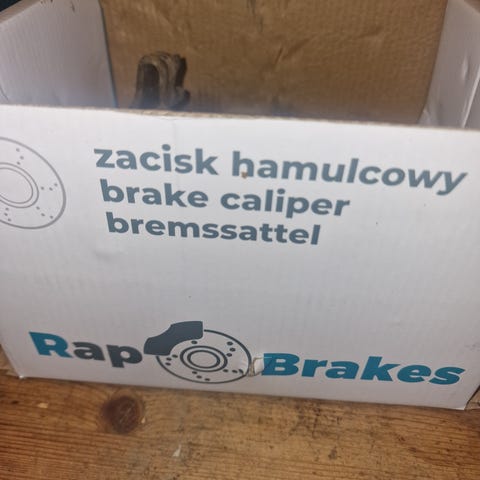 zacisk hamulcowy
brake caliper
bremssattel
Rap Brakes